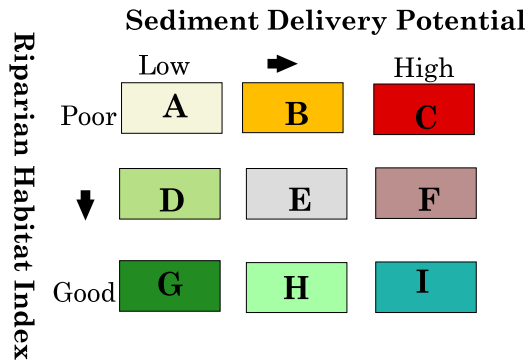 Sediment Delivery Potential
Riparian Habitat Index
Low
High
Poor
A
B
C
D
E
F
Good
G
H
I